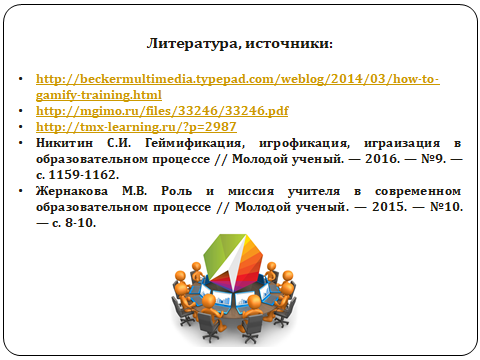 Литература, источники:
• http://beckermultimedia.typepad.com/weblog/2014/03/how-to-
gamify-training.html
• http://mgimo.ru/files/33246/33246.pdf
• http://tmx-learning.ru/?p=2987
• Никитин С.И. Геймификация, игрофикация, играизация в
образовательном процессе // Молодой ученый. — 2016. — №9. —
с. 1159-1162.
• Жернакова М.В. Роль и миссия учителя в современном
образовательном процессе // Молодой ученый. — 2015. — №10.
— с. 8-10.